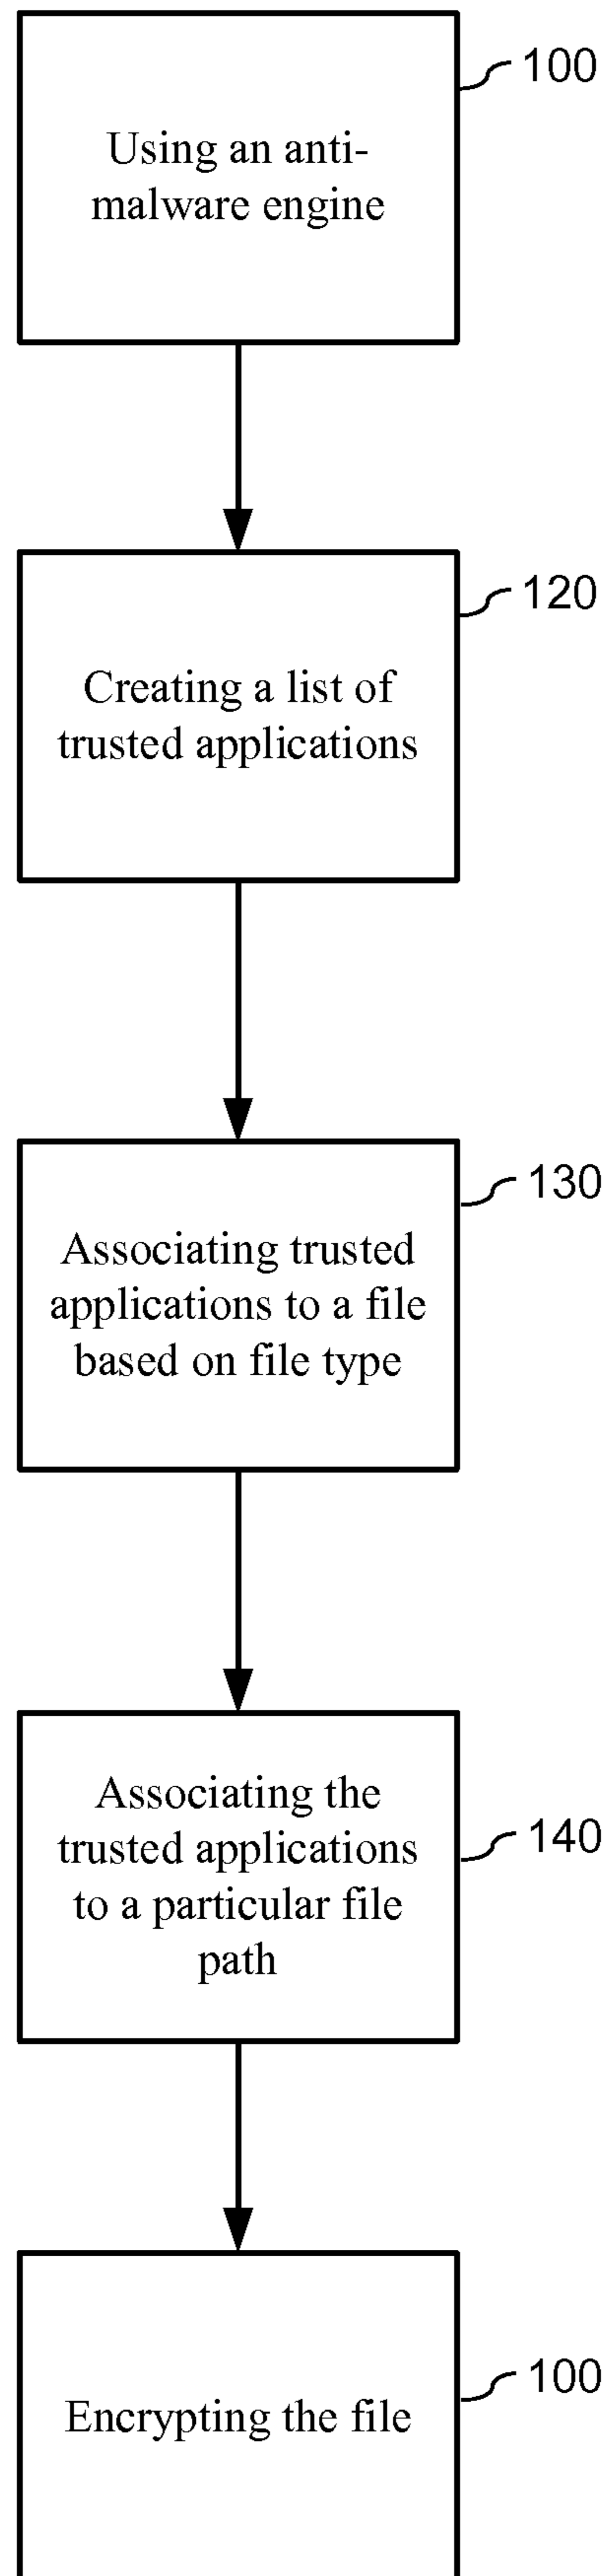 100
Using an anti-
malware engine
120
Creating a list of
trusted applications
130
Associating trusted
applications to a file
based on file type
140
Associating the
trusted applications
to a particular file
path
100
Encrypting the file